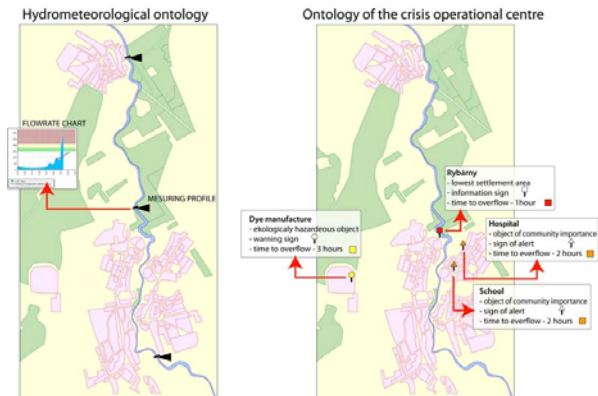 Hydrometeorological ontology
Ontology of the crisis operational centre
FLOWRATE CHART
MESURING PROFILE
Rybárny
- lowest settlement area
- information sign
- time to overflow - 1hour
Dye manufacture
- ekologicaly hazardeous object
- warning sign
- time to overflow - 3 hours
Hospital
- object of community importance
- sign of alert
- time to everflow - 2 hours
School
- object of community importance
- sign of alert
- time to everflow - 2 hours